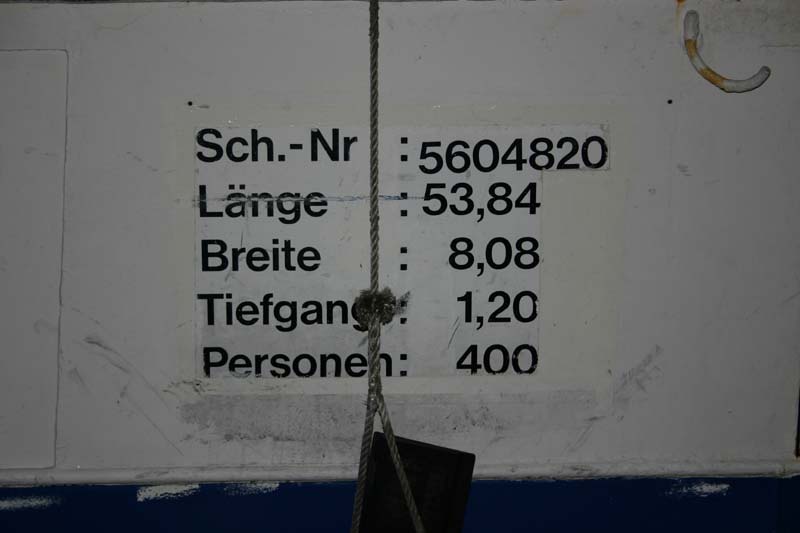 Sch.-Nr : 5604820
Länge : 53,84
Breite : 8,08
Tiefgang : 1,20
Personen : 400